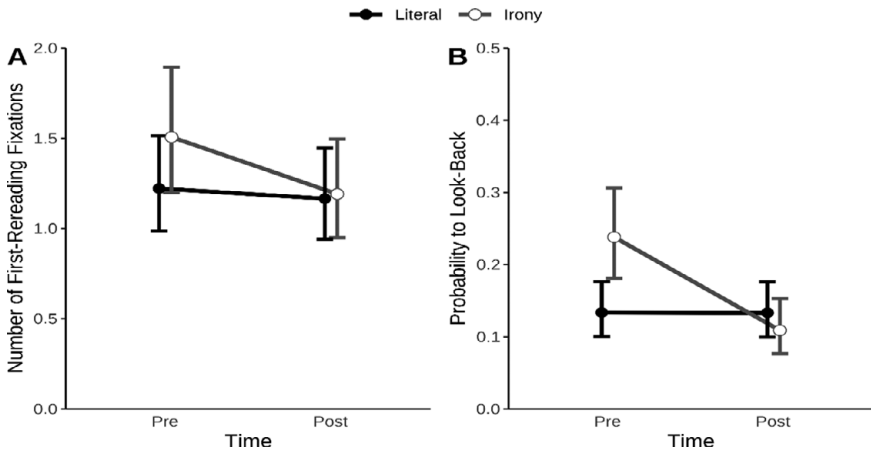 Literal Irony
A
Number of First-Rereading Fixations
2.0
1.5
1.0
0.5
0.0
Pre Post
Time
B
Probability to Look-Back
0.5
0.4
0.3
0.2
0.1
0.0
Pre Post
Time